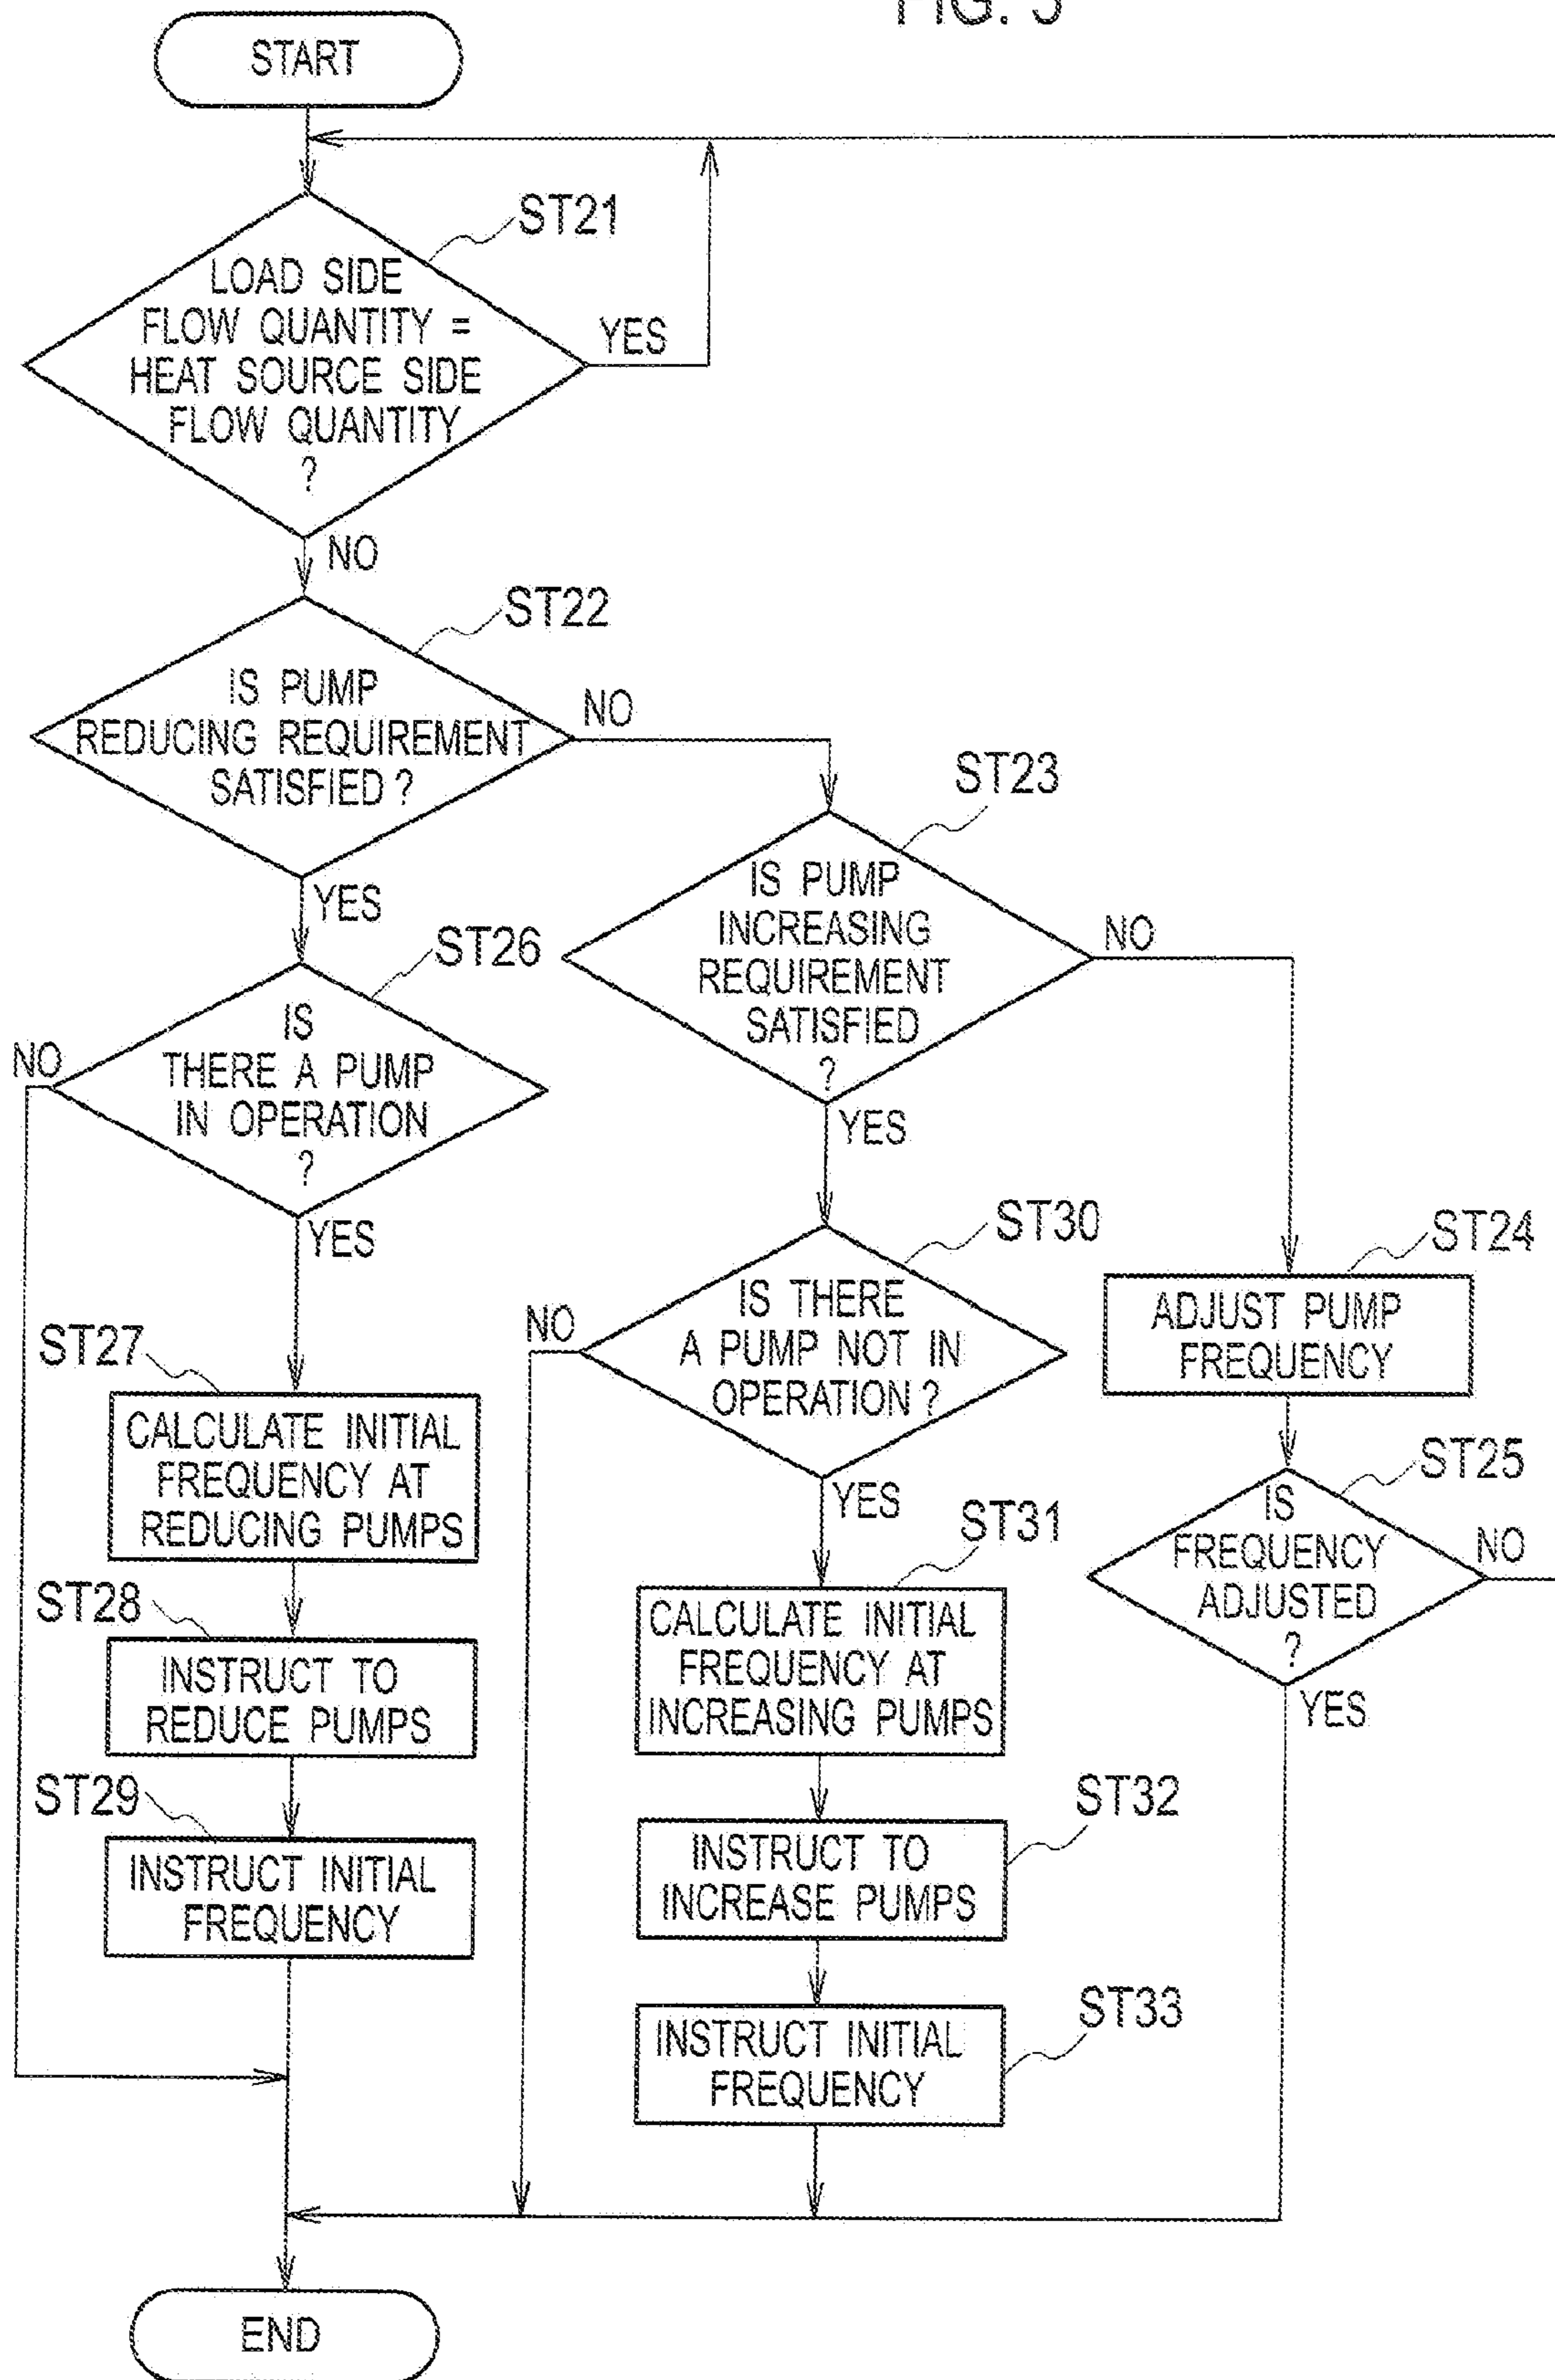 FIG. 5
START
ST21
LOAD SIDE
FLOW QUANTITY =
HEAT SOURCE SIDE
FLOW QUANTITY
?
YES
NO
ST22
IS PUMP
REDUCING REQUIREMENT
SATISFIED ?
NO
YES
ST23
IS PUMP
INCREASING
REQUIREMENT
SATISFIED
?
NO
YES
ST26
IS
THERE A PUMP
IN OPERATION
?
NO
YES
ST30
IS THERE
A PUMP NOT IN
OPERATION ?
NO
YES
ST24
ADJUST PUMP
FREQUENCY
ST25
IS
FREQUENCY
ADJUSTED
?
NO
YES
ST27
CALCULATE INITIAL
FREQUENCY AT
REDUCING PUMPS
ST28
INSTRUCT TO
REDUCE PUMPS
ST29
INSTRUCT INITIAL
FREQUENCY
ST31
CALCULATE INITIAL
FREQUENCY AT
INCREASING PUMPS
ST32
INSTRUCT TO
INCREASE PUMPS
ST33
INSTRUCT INITIAL
FREQUENCY
END